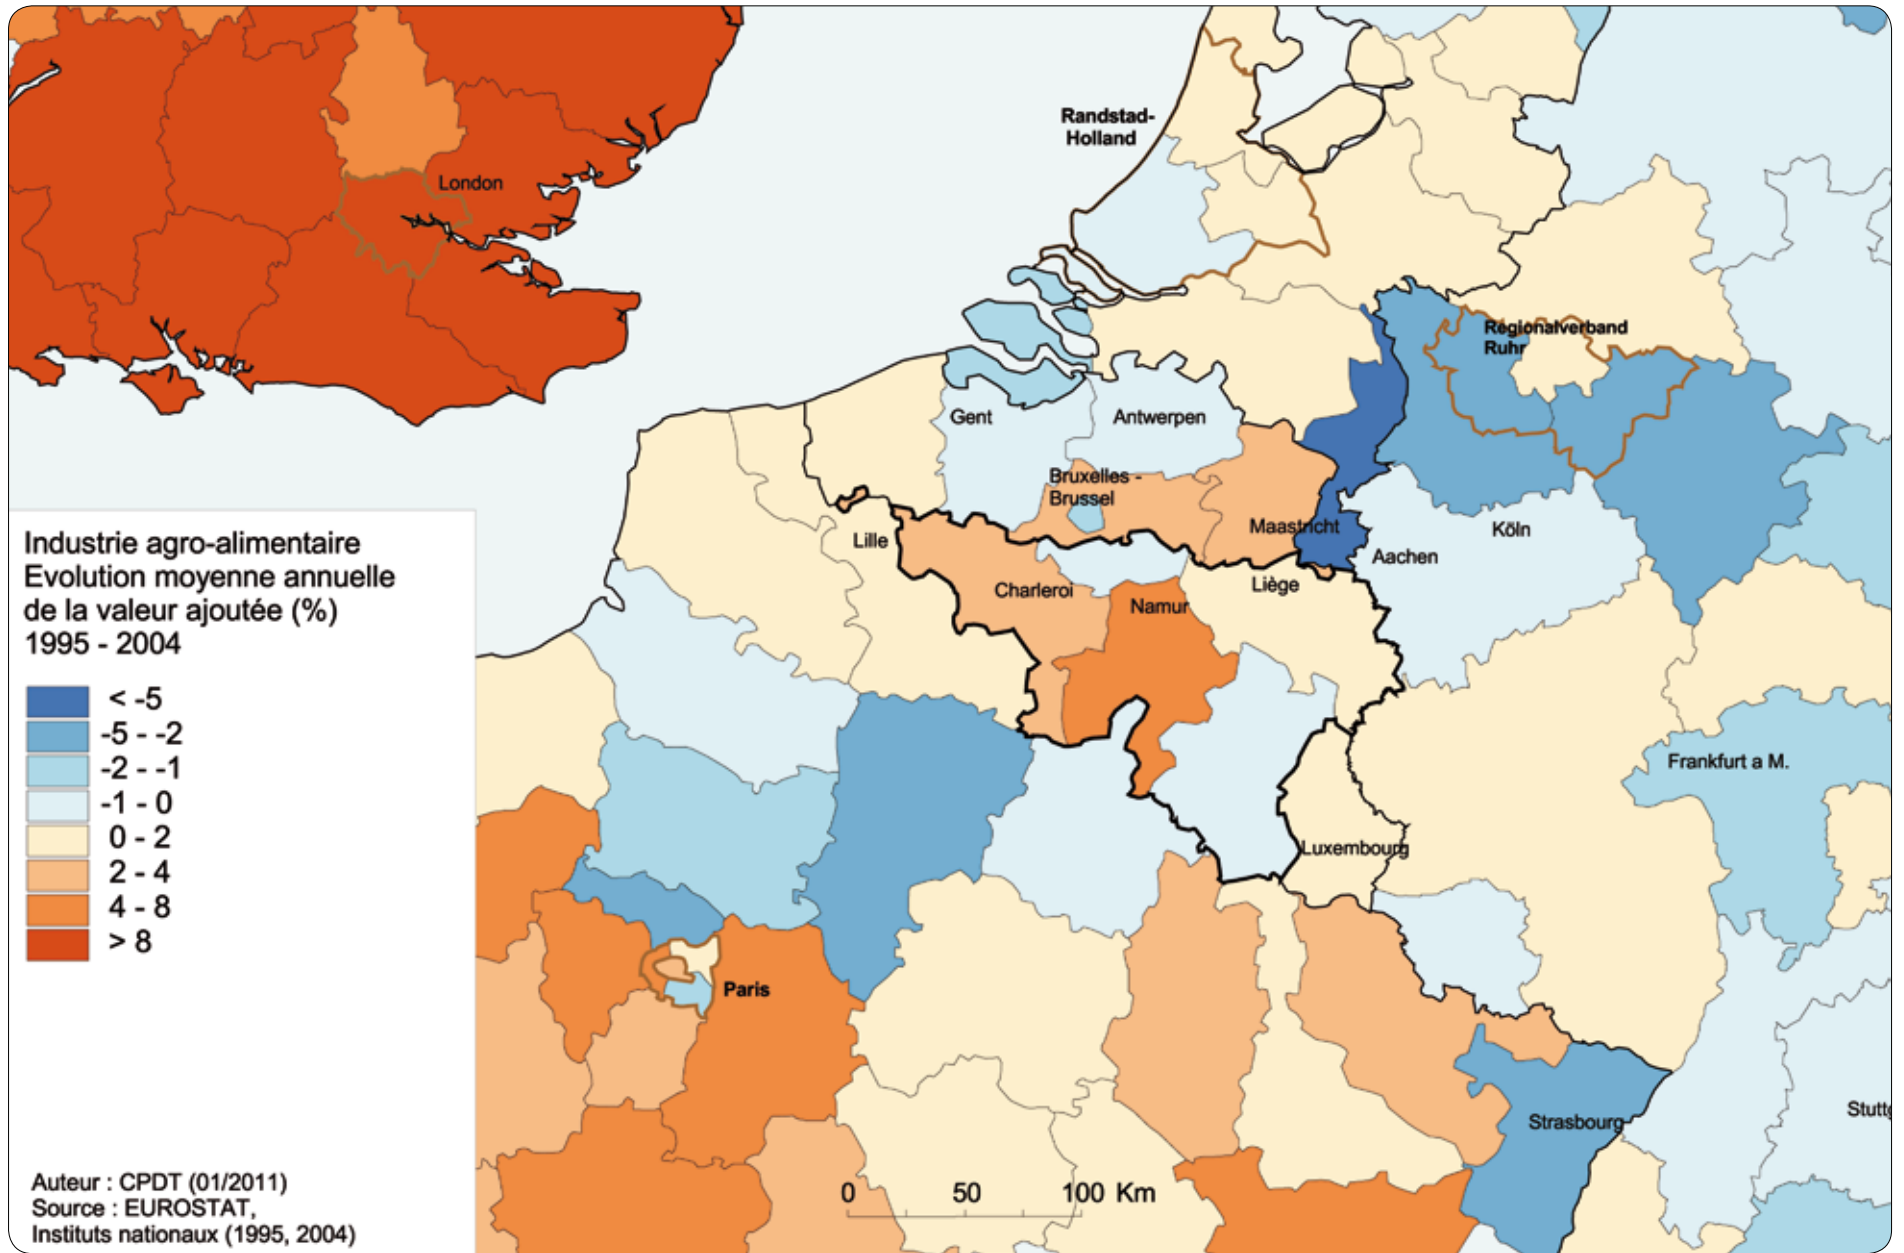 Randstad-
Holland
London
Regionalverband
Ruhr
Gent
Antwerpen
Bruxelles -
Brussel
Maastricht
Köln
Lille
Aachen
Charleroi
Liège
Namur
Frankfurt a M.
Luxembourg
Paris
Strasbourg
Stuttg
Industrie agro-alimentaire
Evolution moyenne annuelle
de la valeur ajoutée (%)
1995 - 2004
< -5
-5 - -2
-2 - -1
-1 - 0
0 - 2
2 - 4
4 - 8
> 8
Auteur : CPDT (01/2011)
Source : EUROSTAT,
Instituts nationaux (1995, 2004)
0 50 100 Km